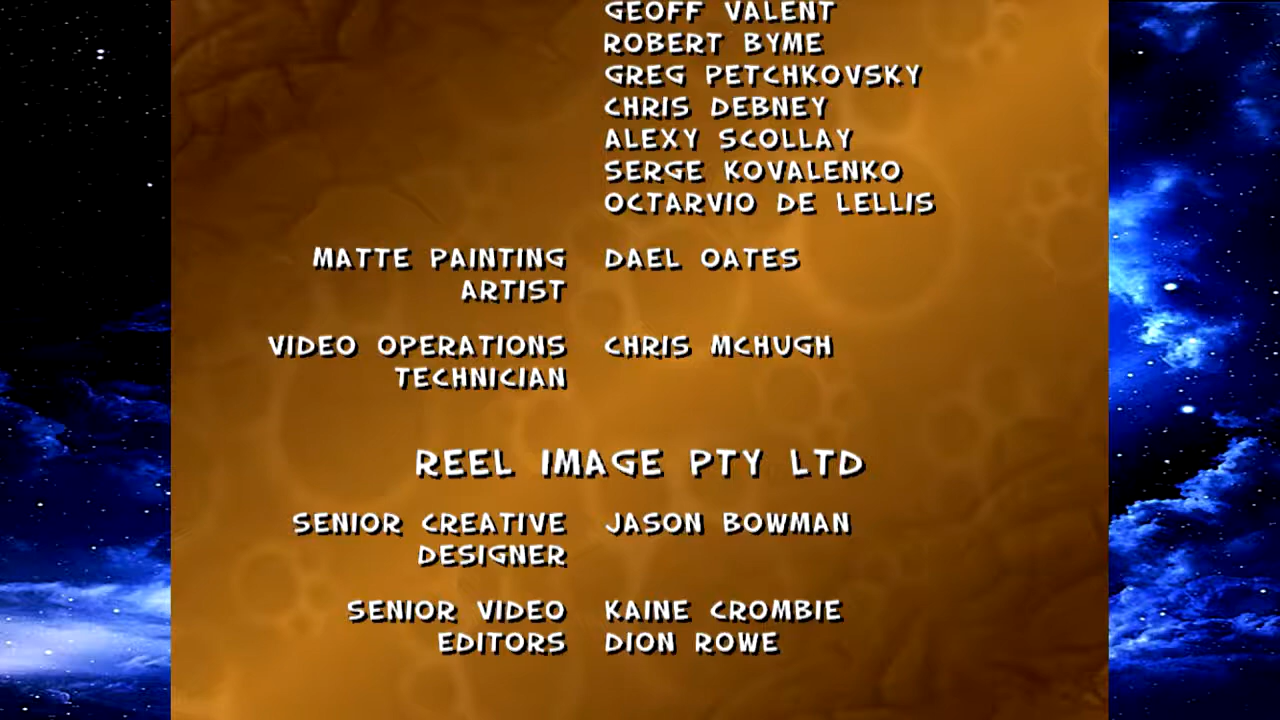 GEOFF VALENT
ROBERT BYME
GREG PETCHKOVSKY
CHRIS DEBNEY
ALEXY SCOLLAY
SERGE KOVALENKO
OCTARVIO DE LELLIS
MATTE PAINTING DAEL OATES
ARTIST
VIDEO OPERATIONS CHRIS MCHUGH
TECHNICIAN
REEL IMAGE PTY LTD
SENIOR CREATIVE JASON BOWMAN
DESIGNER
SENIOR VIDEO KAINE CROMBIE
EDITORS DION ROWE